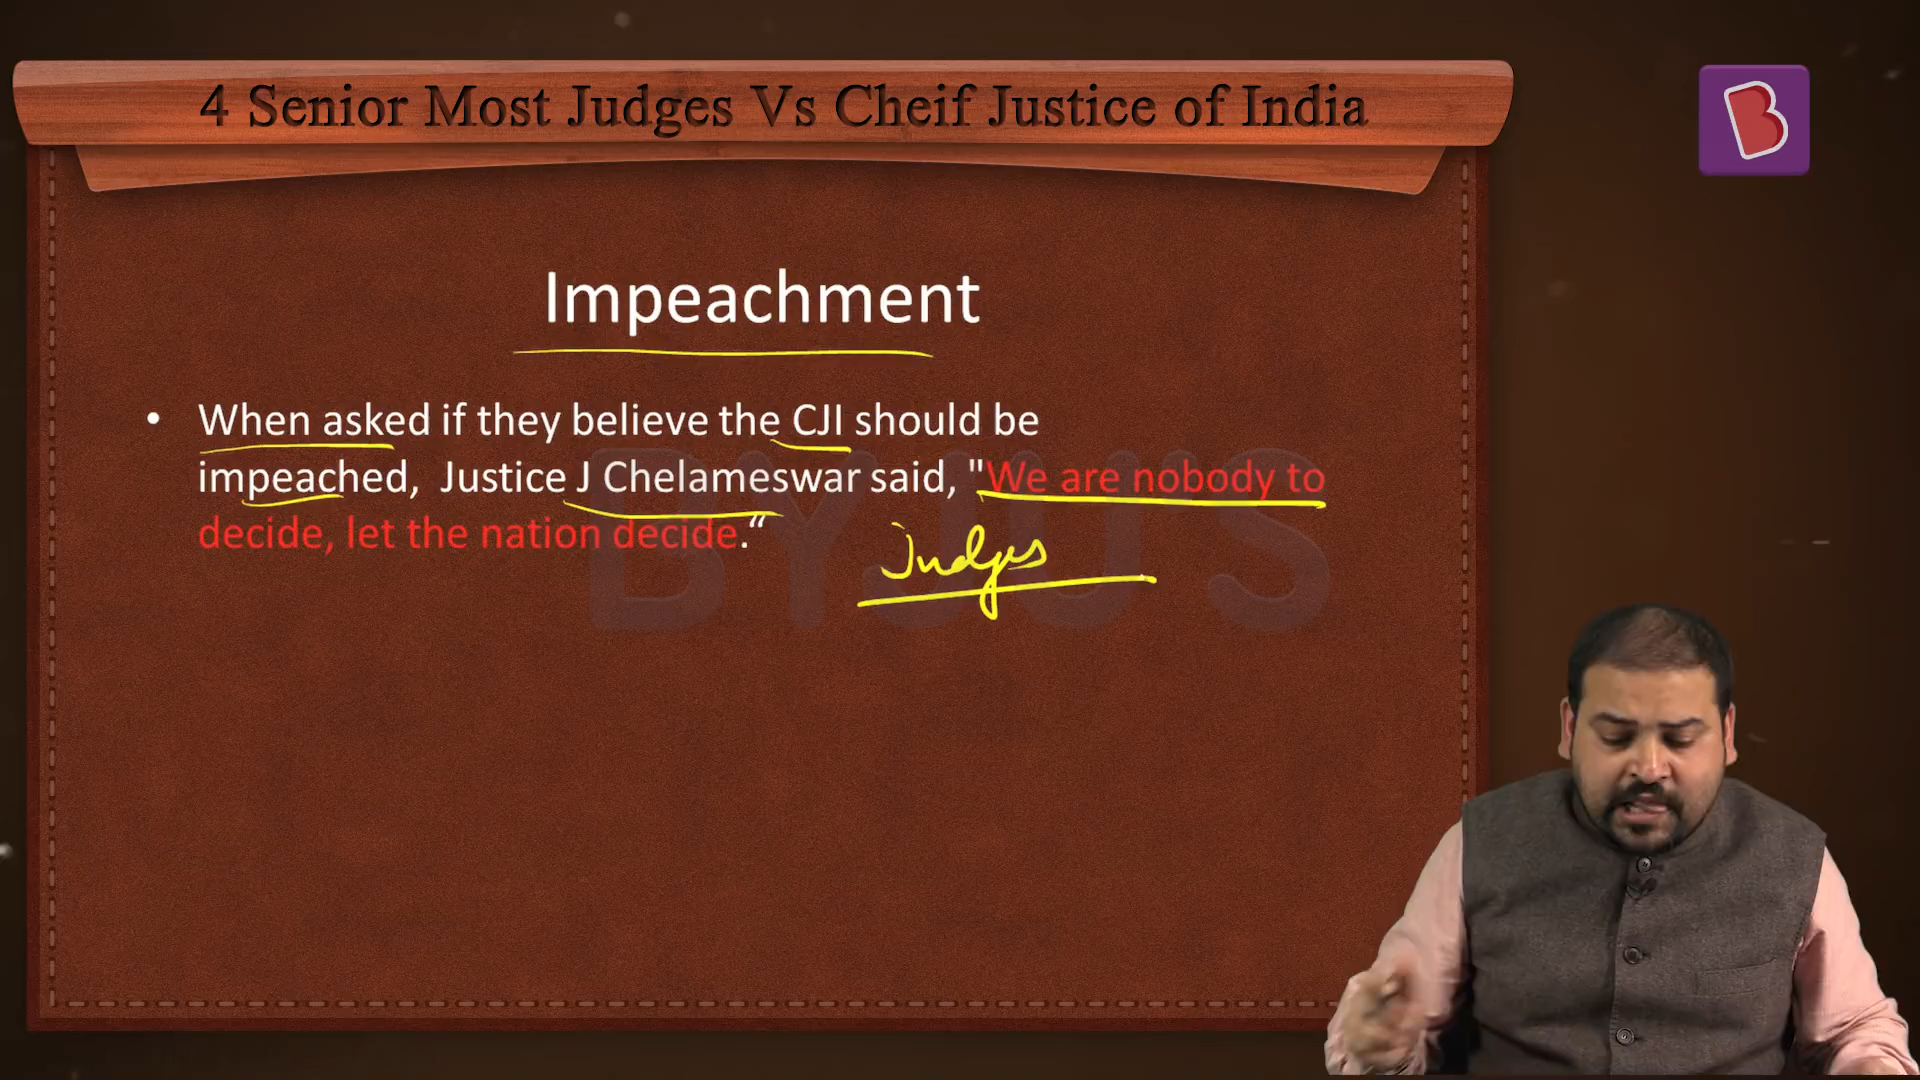 4 Senior Most Judges Vs Cheif Justice of India
B
Impeachment
• When asked if they believe the CJI should be
impeached, Justice J Chelameswar said, "We are nobody to
decide, let the nation decide.“
Judges
BYJU'S